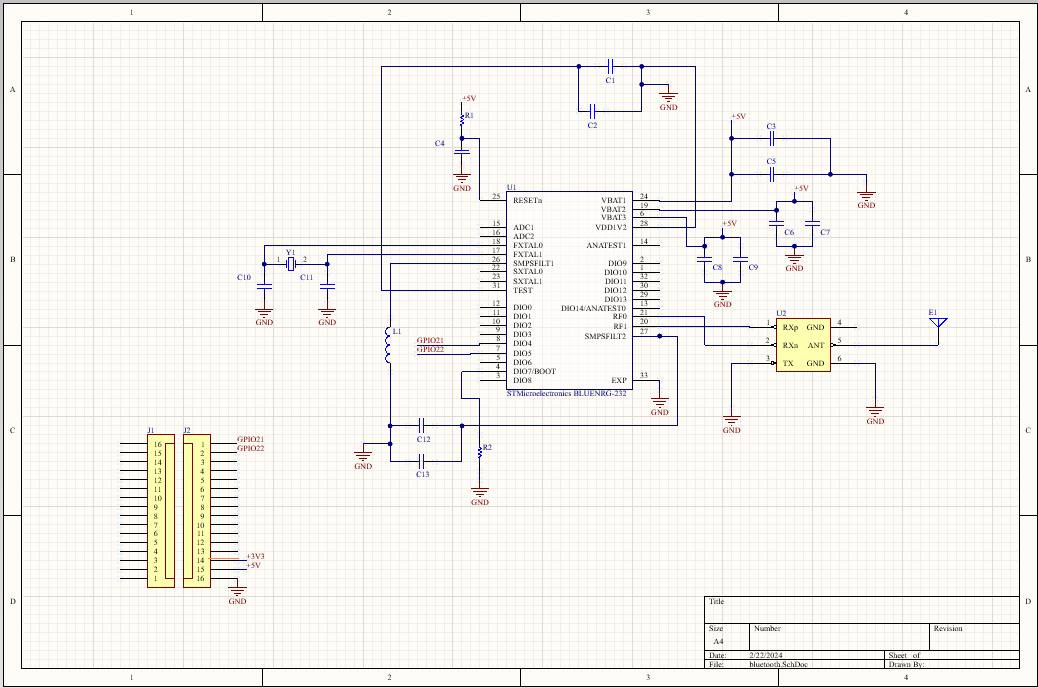 1 2 3 4
A A
C1
GND
C2
+5V
R1
C4
GND
+5V
C3
C5
GND
+5V
C6 C7
GND
+5V
C8 C9
GND
U1
25 RESETn VBAT1 24
VBAT2 19
VBAT3 6
15 ADC1 VDD1V2 28
16 ADC2
18 FXTAL0 ANATEST1 14
17 FXTAL1
26 SMPSFILT1 DIO9 2
22 SXTAL0 DIO10 1
23 SXTAL1 DIO11 32
31 TEST DIO12 30
DIO13 29
12 DIO0 DIO14/ANATEST0 13
11 DIO1 RF0 21
10 DIO2 RF1 20
9 DIO3 SMPSFILT2 27
8 DIO4
7 DIO5
5 DIO6
4 DIO7/BOOT
3 DIO8 EXP 33
STMicroelectronics BLUENRG-232
GND
B B
Y1
1 2
C10 C11
GND GND
L1
GPIO21
GPIO22
U2
1 RXp GND 4
2 RXn ANT 5
3 TX GND 6
E1
GND GND
C C
C12
GND
C13
R2
GND
J1 J2
16 1 GPIO21
15 2 GPIO22
14 3
13 4
12 5
11 6
10 7
9 8
8 9
7 10
6 11
5 12
4 13
3 14 +3V3
2 15 +5V
1 16
GND
D D
Title
Size Number Revision
A4
Date: 2/22/2024 Sheet of
File: bluetooth.SchDoc Drawn By:
1 2 3 4